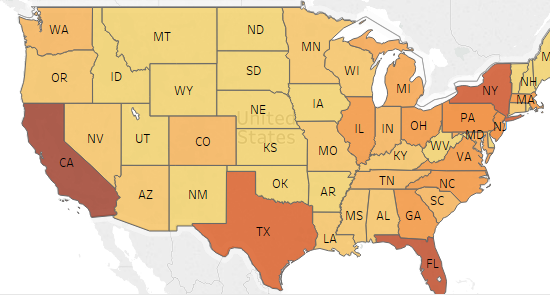 WA
MT
ND
MN
OR
ID
SD
WI
MI
NY
NH
MA
WY
IA
NE
PA
NV
UT
CO
IL
IN
OH
MD
WV
VA
CA
United
States
KS
MO
KY
AZ
NM
OK
AR
TN
NC
SC
TX
LA
MS
AL
GA
FL